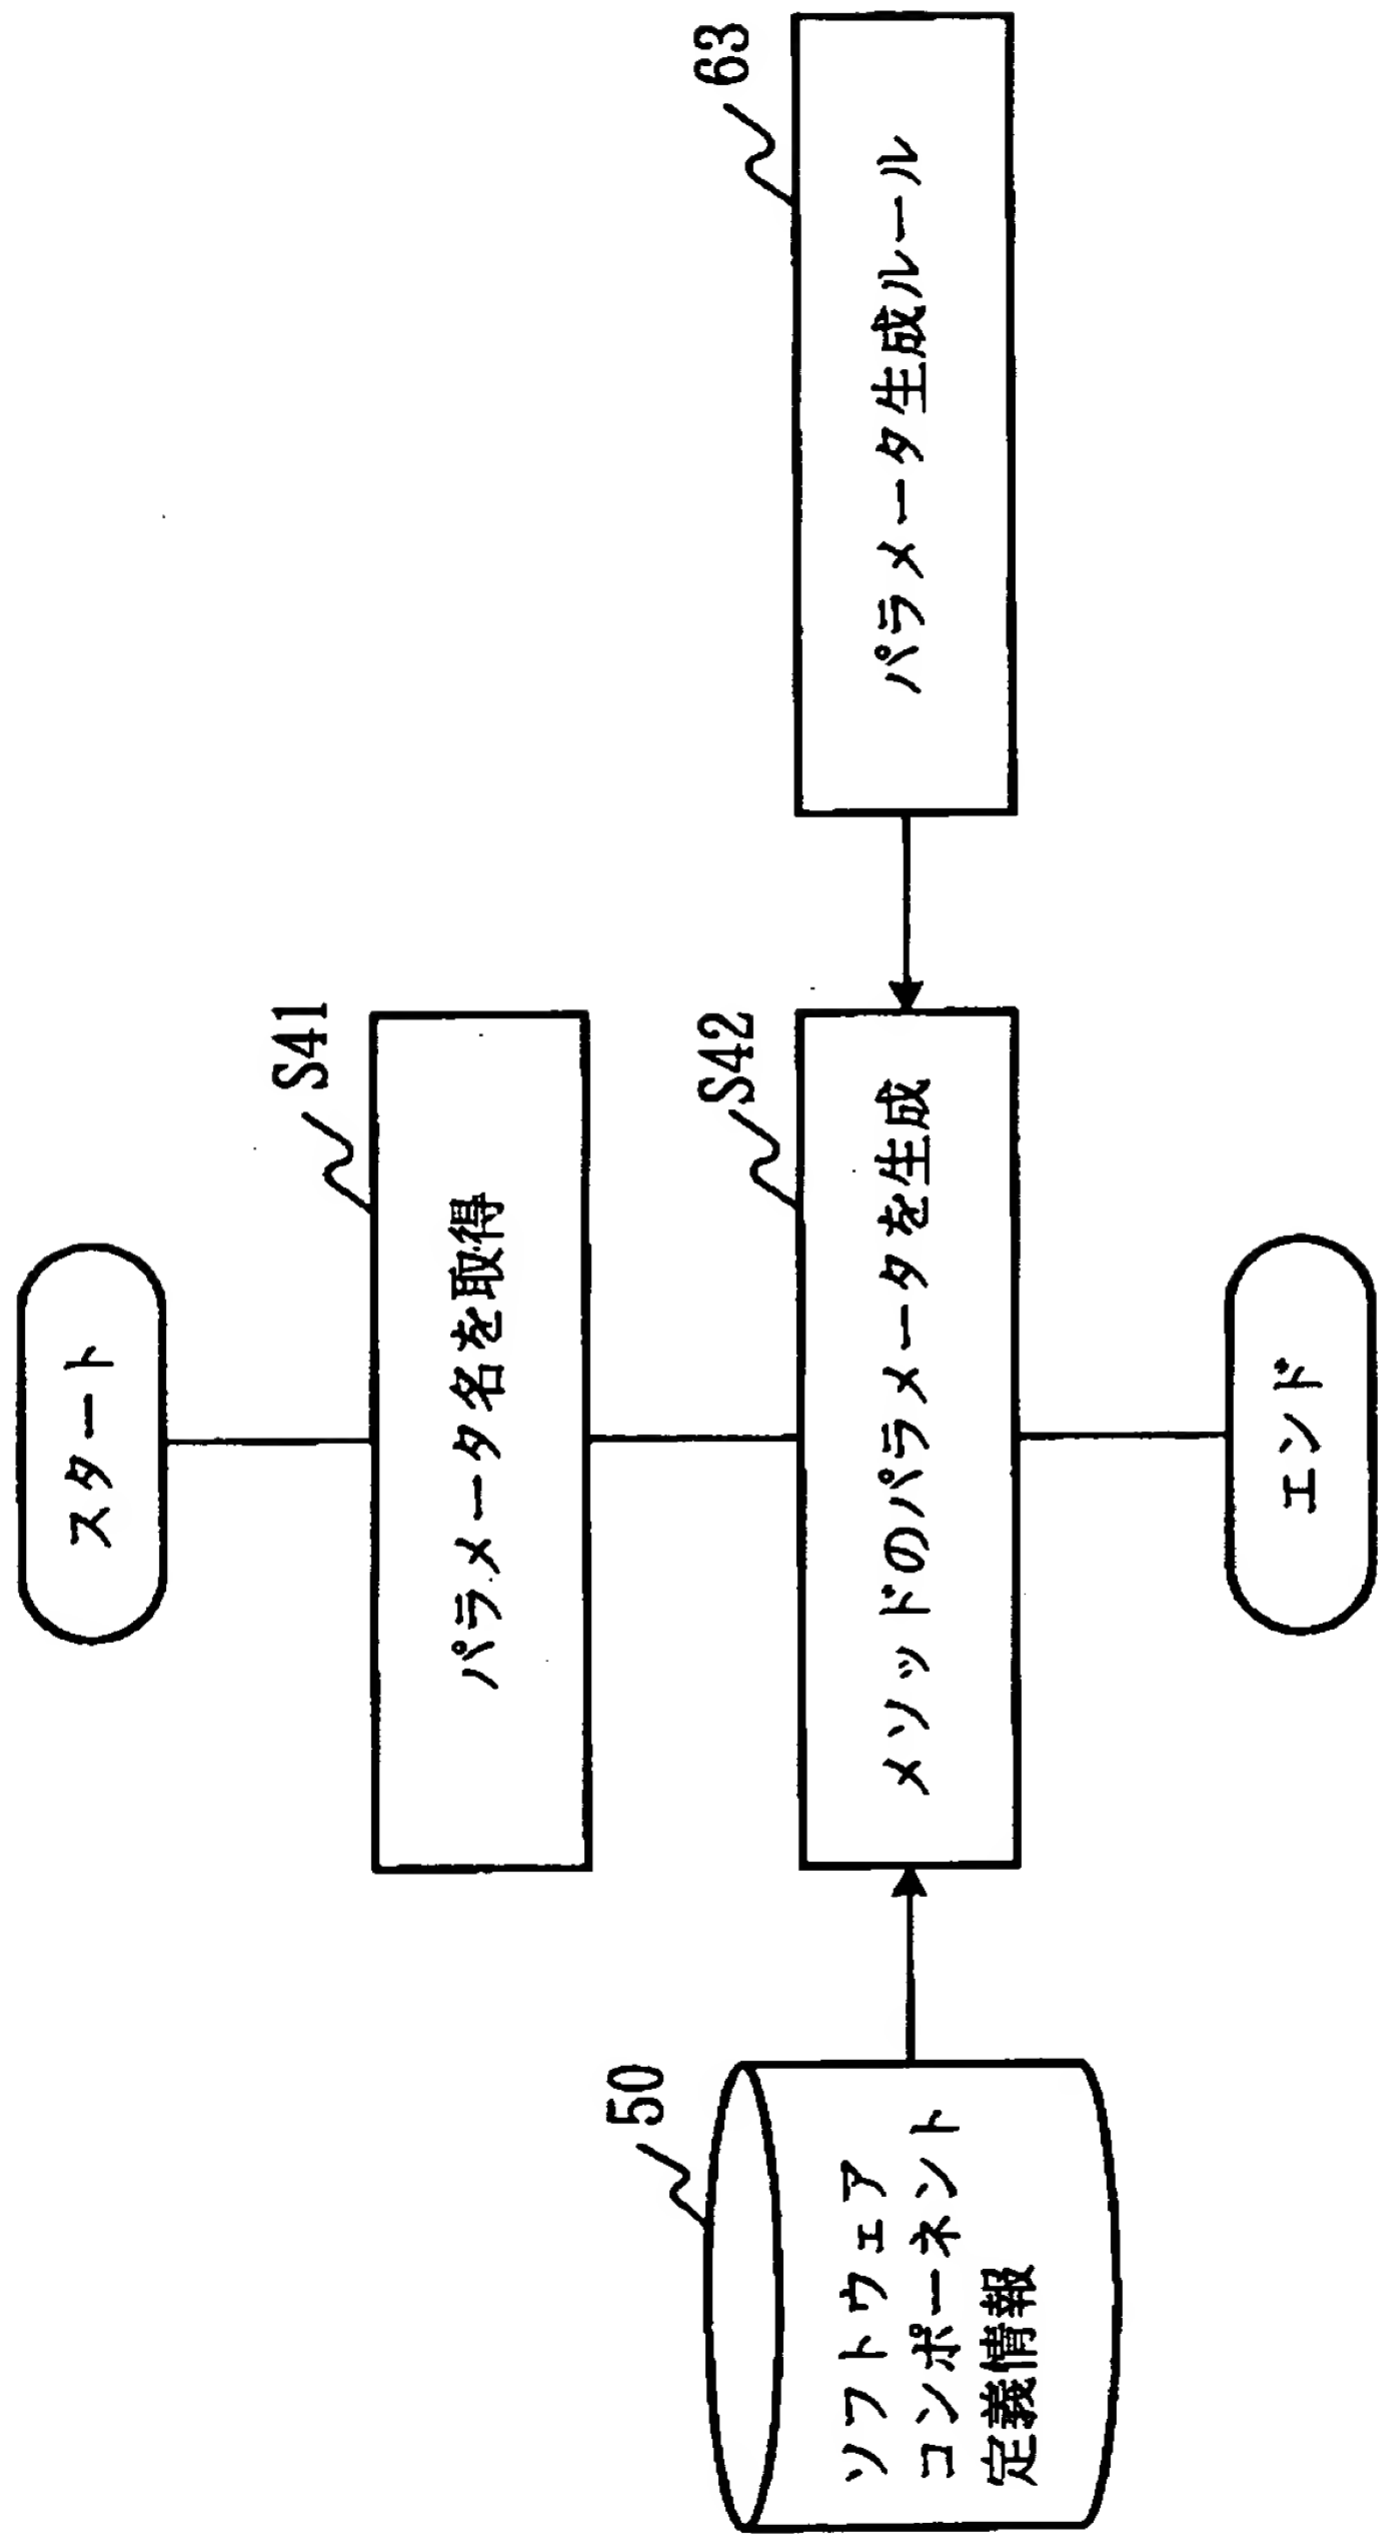 スタート
S41
パラメータ名を取得
S42
メソッドのパラメータを生成
63
パラメータ生成ルール
50
ソフトウェア
コンポーネント
定義情報
エンド